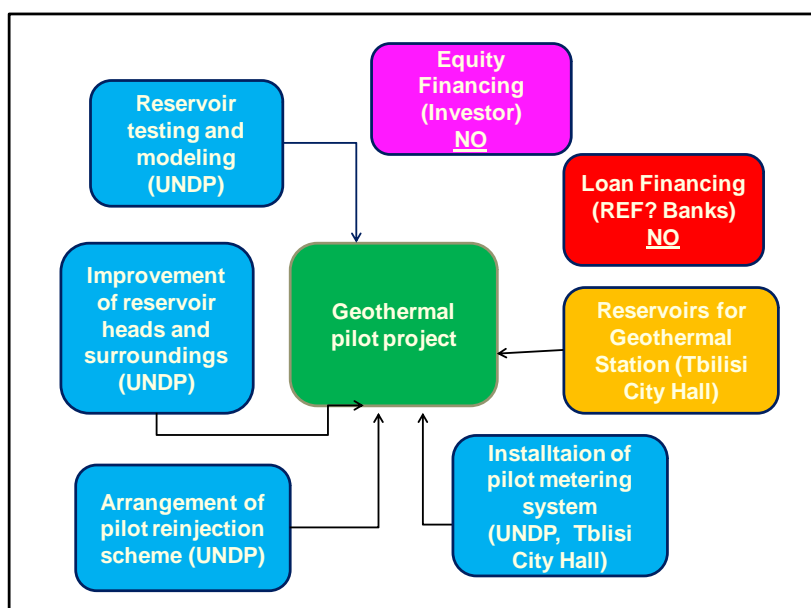 Equity
Financing
(Investor)
NO
Reservoir
testing and
modeling
(UNDP)
Loan Financing
(REF? Banks)
NO
Improvement
of reservoir
heads and
surroundings
(UNDP)
Geothermal
pilot project
Reservoirs for
Geothermal
Station (Tbilisi
City Hall)
Arrangement of
pilot reinjection
scheme (UNDP)
Installtaion of
pilot metering
system
(UNDP, Tblisi
City Hall)